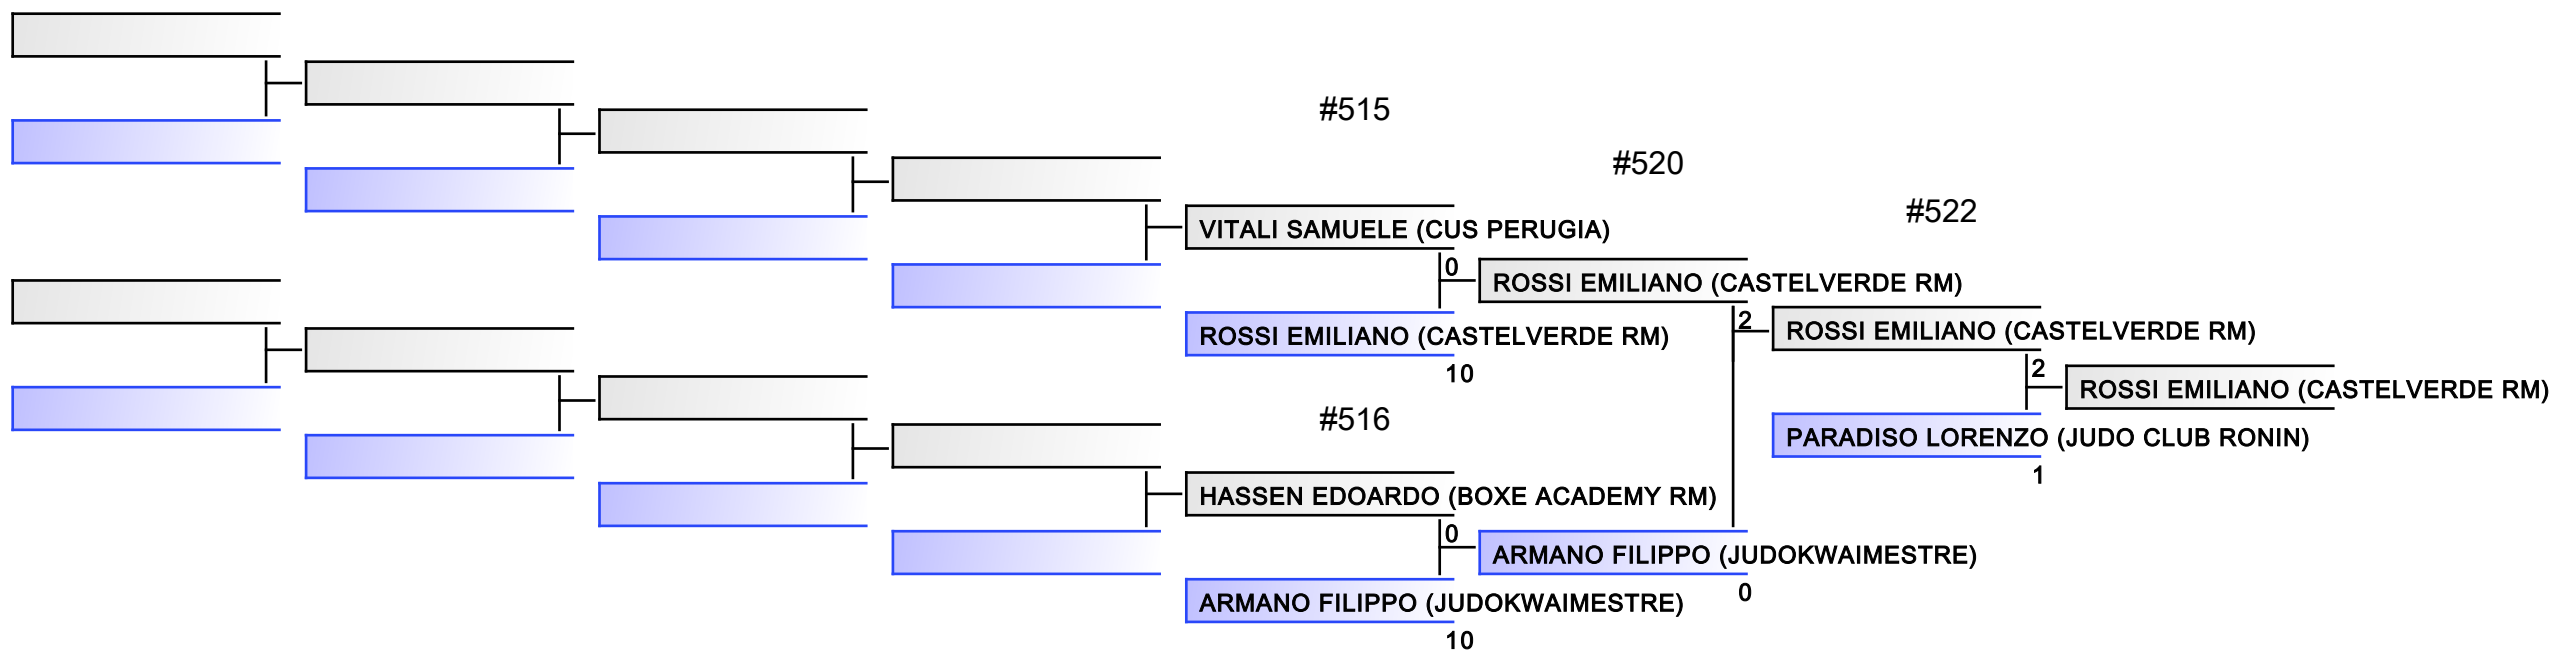 #515
#520
#522
VITALI SAMUELE (CUS PERUGIA)
0
ROSSI EMILIANO (CASTELVERDE RM)
2
ROSSI EMILIANO (CASTELVERDE RM)
10
ROSSI EMILIANO (CASTELVERDE RM)
2
ROSSI EMILIANO (CASTELVERDE RM)
#516
PARADISO LORENZO (JUDO CLUB RONIN)
1
HASSEN EDOARDO (BOXE ACADEMY RM)
0
ARMANO FILIPPO (JUDOKWAIMESTRE)
0
ARMANO FILIPPO (JUDOKWAIMESTRE)
10